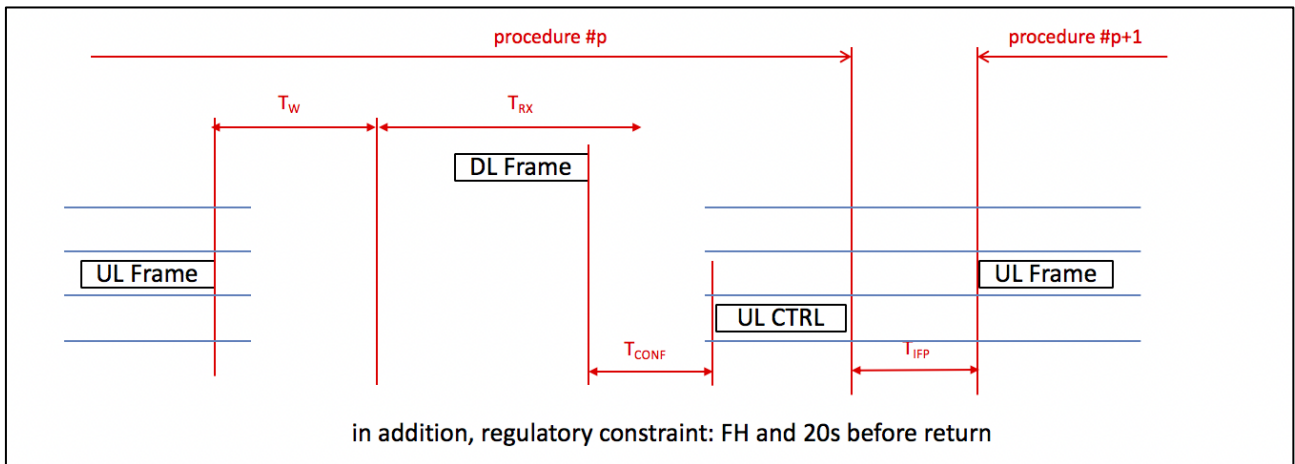 procedure #p
procedure #p+1
TW
TRX
DL Frame
UL Frame
UL Frame
UL CTRL
TCONF
TIFP
in addition, regulatory constraint: FH and 20s before return